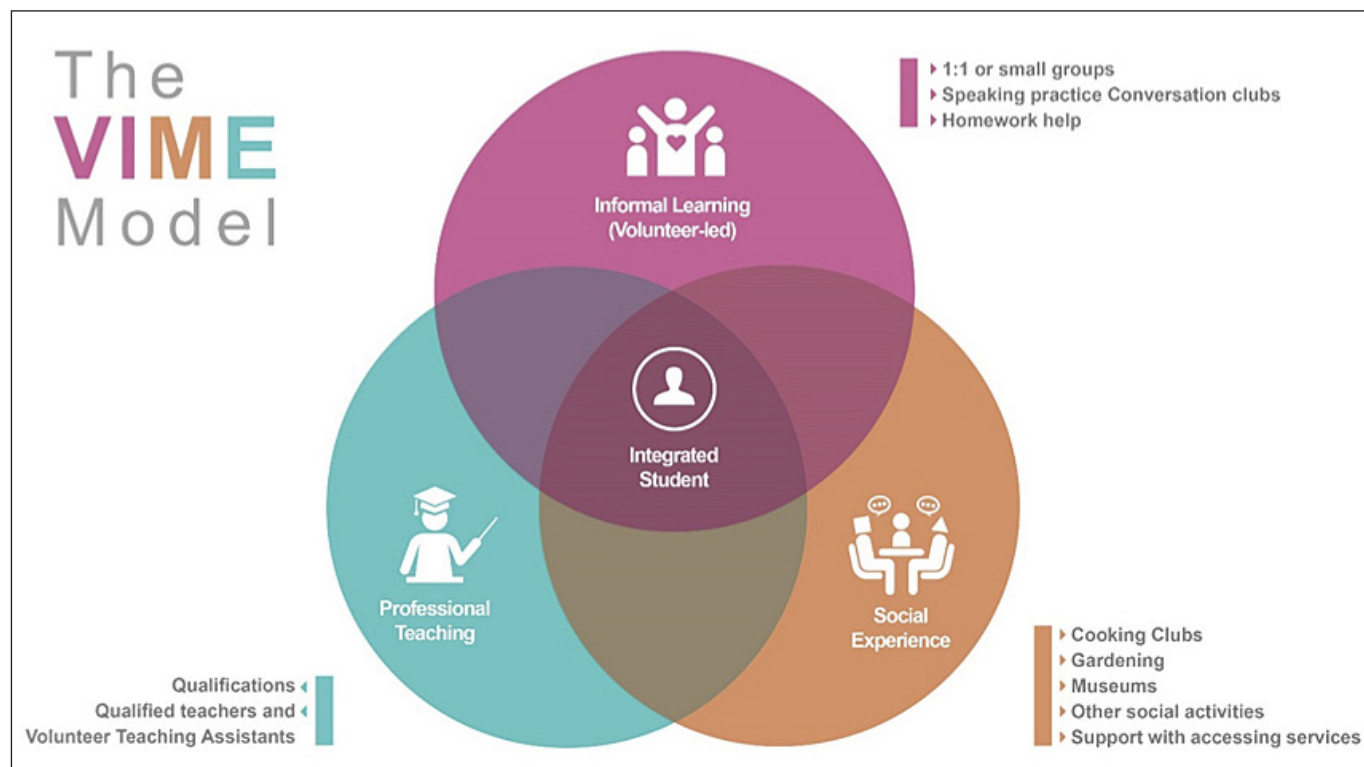 The
VIME
Model
1:1 or small groups
Speaking practice Conversation clubs
Homework help
Informal Learning
(Volunteer-led)
Integrated
Student
Professional
Teaching
Social
Experience
Qualifications
Qualified teachers and
Volunteer Teaching Assistants
Cooking Clubs
Gardening
Museums
Other social activities
Support with accessing services